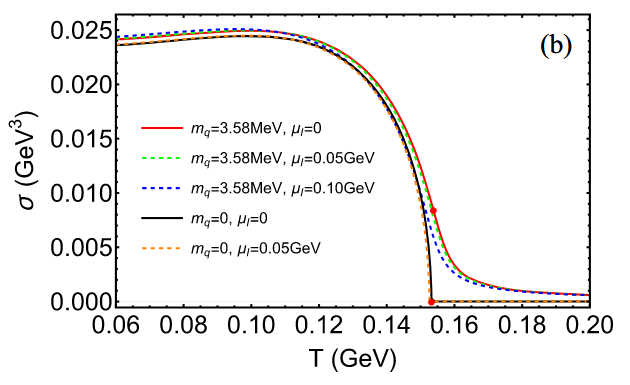 (b)
0.025
0.020
0.015
0.010
0.005
0.000
σ (GeV³)
m_q=3.58MeV, μ_I=0
m_q=3.58MeV, μ_I=0.05GeV
m_q=3.58MeV, μ_I=0.10GeV
m_q=0, μ_I=0
m_q=0, μ_I=0.05GeV
0.06 0.08 0.10 0.12 0.14 0.16 0.18 0.20
T (GeV)